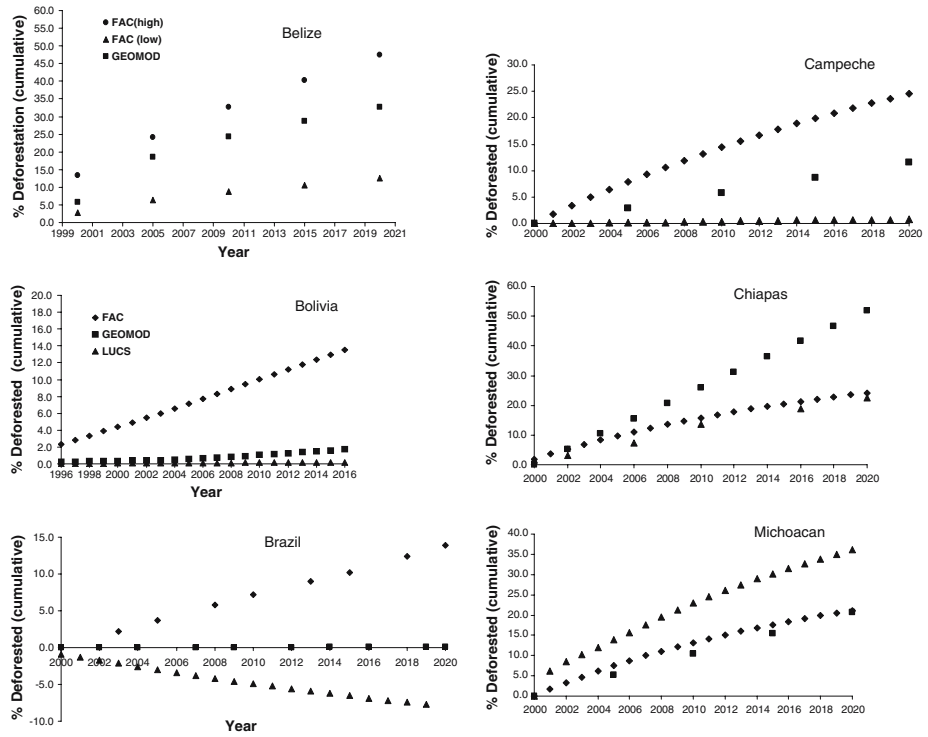 Belize
% Deforestation (cumulative)
60.0
55.0
50.0
45.0
40.0
35.0
30.0
25.0
20.0
15.0
10.0
5.0
0.0
FAC(high)
FAC (low)
GEOMOD
1999 2001 2003 2005 2007 2009 2011 2013 2015 2017 2019 2021
Year
Campeche
% Deforested (cumulative)
30.0
25.0
20.0
15.0
10.0
5.0
0.0
2000 2002 2004 2006 2008 2010 2012 2014 2016 2018 2020
Bolivia
% Deforested (cumulative)
20.0
18.0
16.0
14.0
12.0
10.0
8.0
6.0
4.0
2.0
0.0
FAC
GEOMOD
LUCS
1996 1998 2000 2002 2004 2006 2008 2010 2012 2014 2016
Year
Chiapas
% Deforested (cumulative)
60.0
50.0
40.0
30.0
20.0
10.0
0.0
2000 2002 2004 2006 2008 2010 2012 2014 2016 2018 2020
Brazil
% Deforested (cumulative)
15.0
10.0
5.0
0.0
-5.0
-10.0
2000 2002 2004 2006 2008 2010 2012 2014 2016 2018 2020
Year
Michoacan
% Deforested (cumulative)
40.0
35.0
30.0
25.0
20.0
15.0
10.0
5.0
0.0
2000 2002 2004 2006 2008 2010 2012 2014 2016 2018 2020